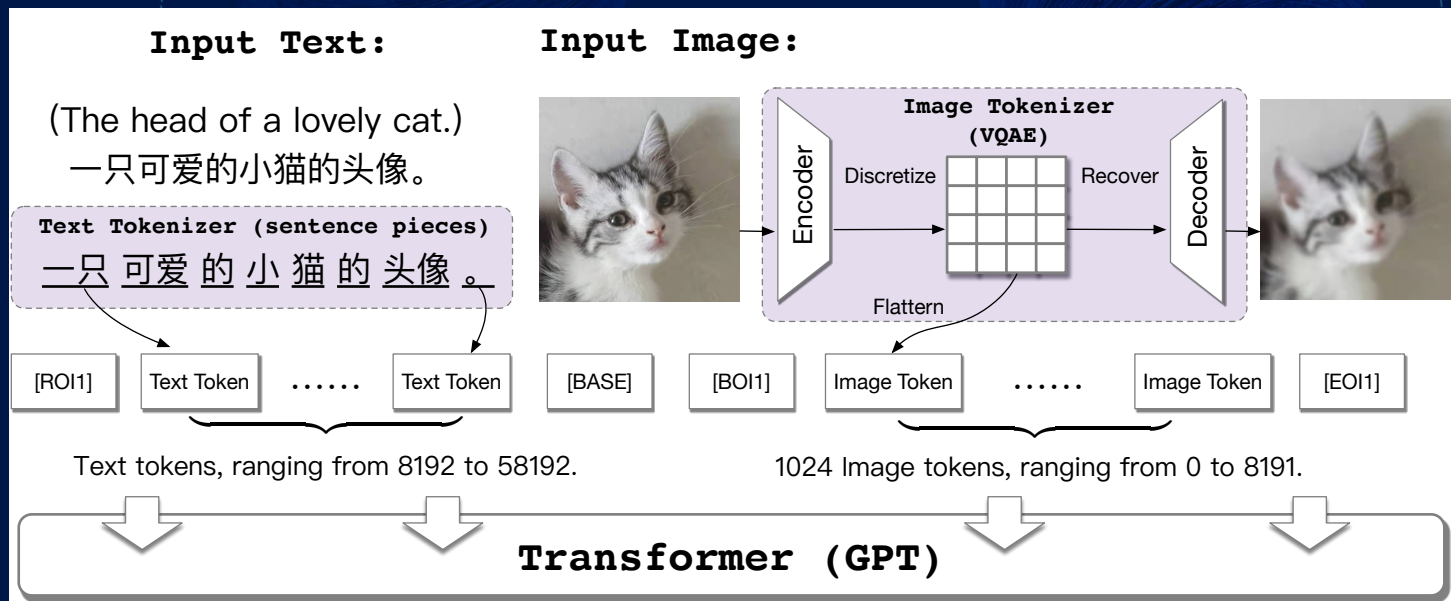 Input Text:
(The head of a lovely cat.)
一只可爱的小猫的头像。
Text Tokenizer (sentence pieces)
一只 可爱 的 小 猫 的 头像 。
Input Image:
Image Tokenizer
(VQAE)
Encoder
Discretize
Recover
Decoder
Flattern
[ROI1]
Text Token
......
Text Token
[BASE]
[BOI1]
Image Token
......
Image Token
[EOI1]
Text tokens, ranging from 8192 to 58192.
1024 Image tokens, ranging from 0 to 8191.
Transformer (GPT)